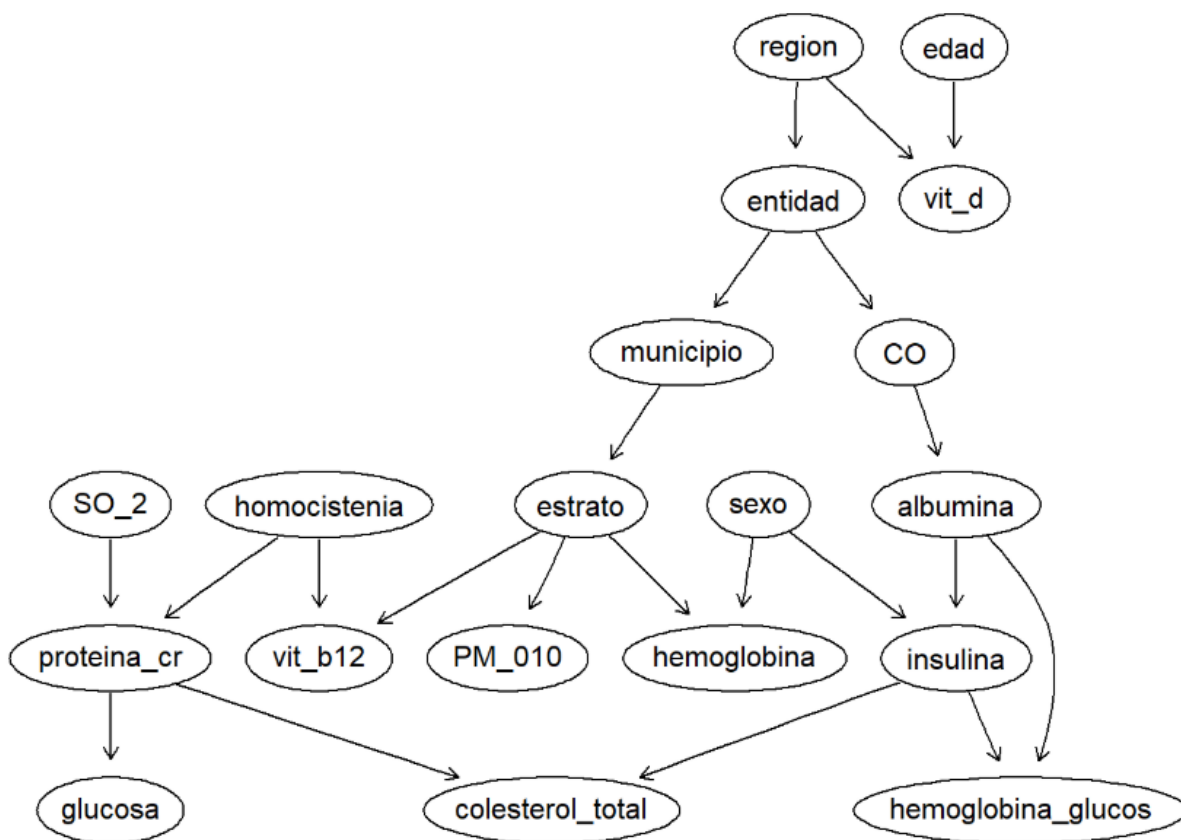 region
edad
entidad
vit_d
municipio
CO
SO_2
homocistenia
estrato
sexo
albumina
proteina_cr
vit_b12
PM_010
hemoglobina
insulina
glucosa
colesterol_total
hemoglobina_glucos